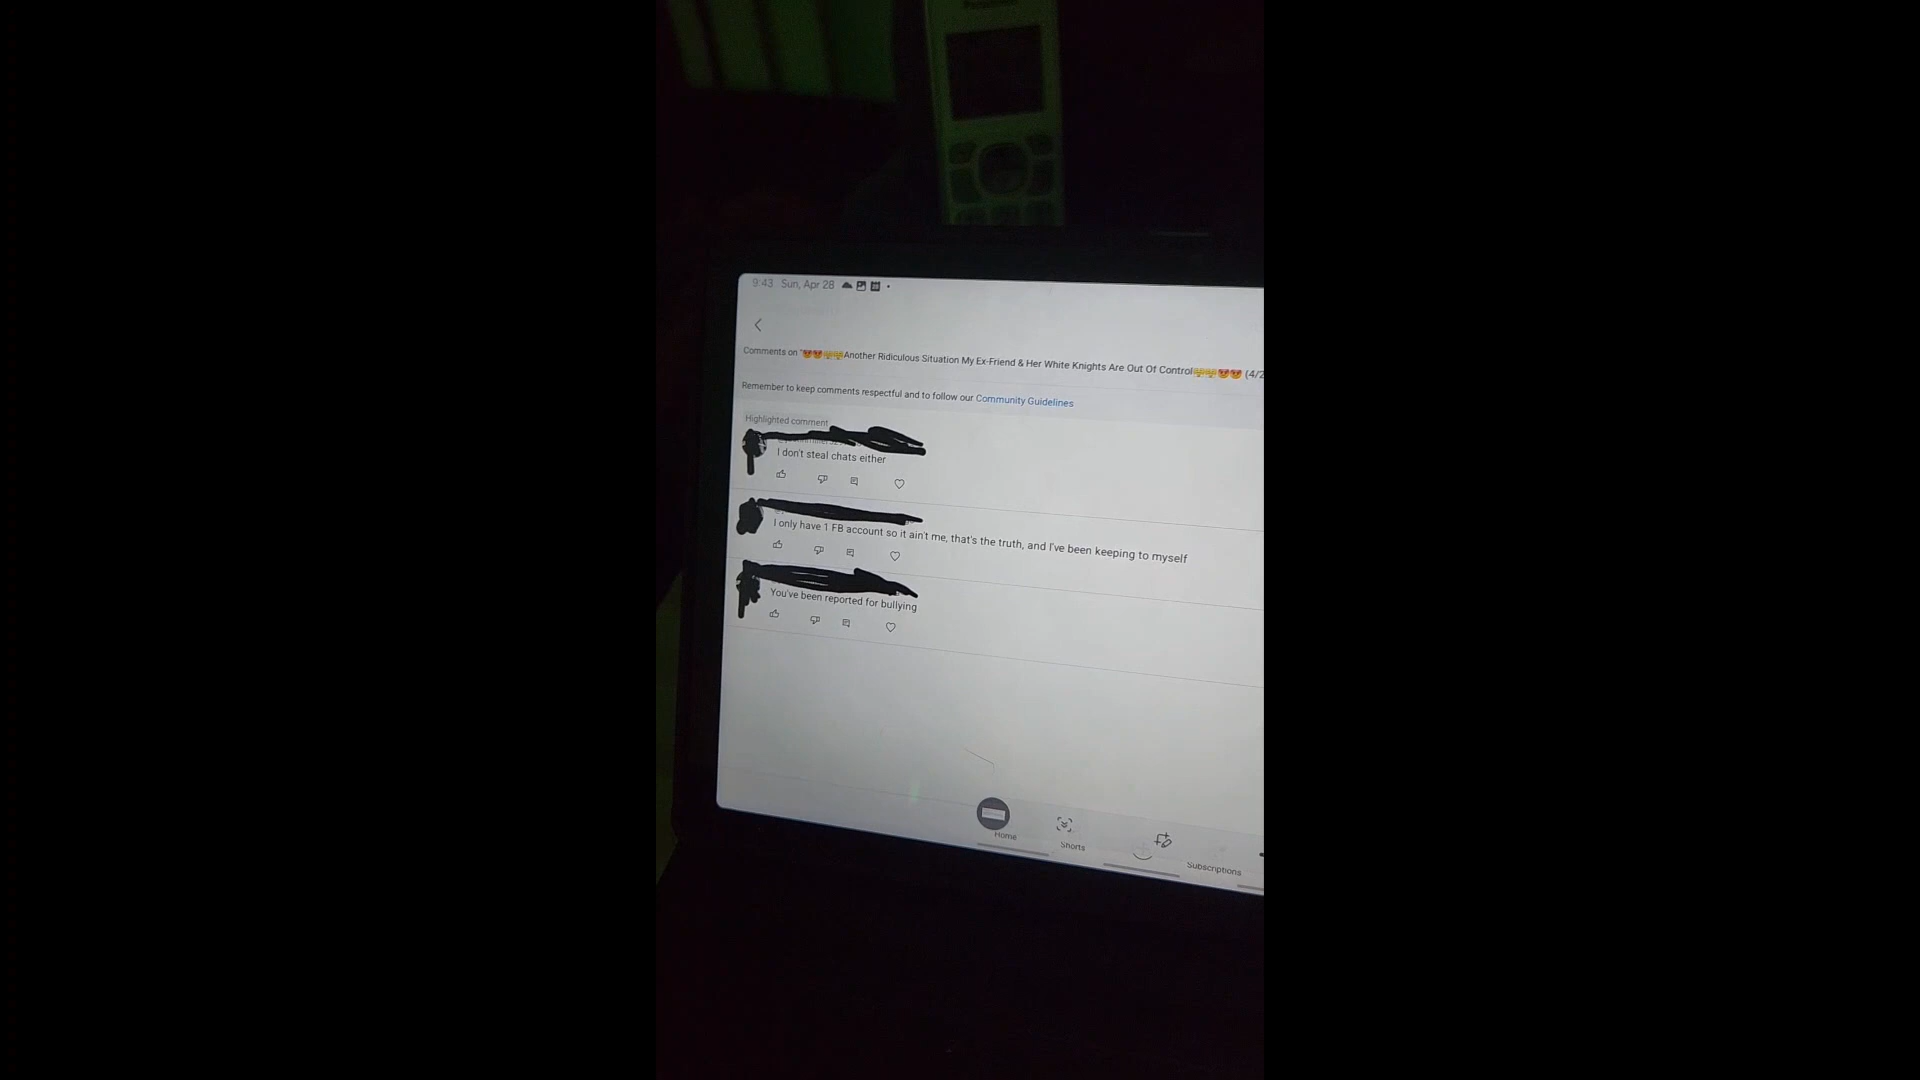 9:43 Sun, Apr 28
Comments on "😡😡😤😤Another Ridiculous Situation My Ex-Friend & Her White Knights Are Out Of Control😤😤😡😡 (4/2
Remember to keep comments respectful and to follow our Community Guidelines
Highlighted comment
I don't steal chats either
I only have 1 FB account so it ain't me, that's the truth, and I've been keeping to myself
You've been reported for bullying
Home
Shorts
Subscriptions